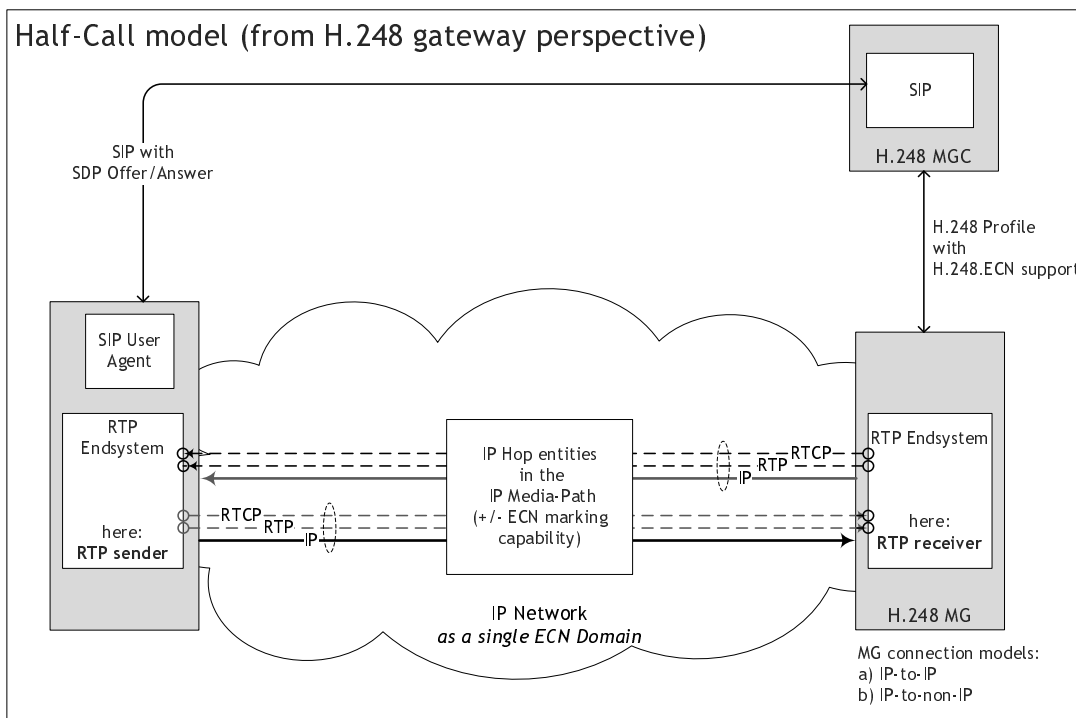 Half-Call model (from H.248 gateway perspective)
SIP
H.248 MGC
SIP with
SDP Offer/Answer
H.248 Profile
with
H.248.ECN support
SIP User
Agent
RTP
Endsystem
here:
RTP sender
RTCP
RTP
IP
IP Hop entities
in the
IP Media-Path
(+/- ECN marking
capability)
RTCP
RTP
IP
RTP Endsystem
here:
RTP receiver
H.248 MG
IP Network
as a single ECN Domain
MG connection models:
a) IP-to-IP
b) IP-to-non-IP